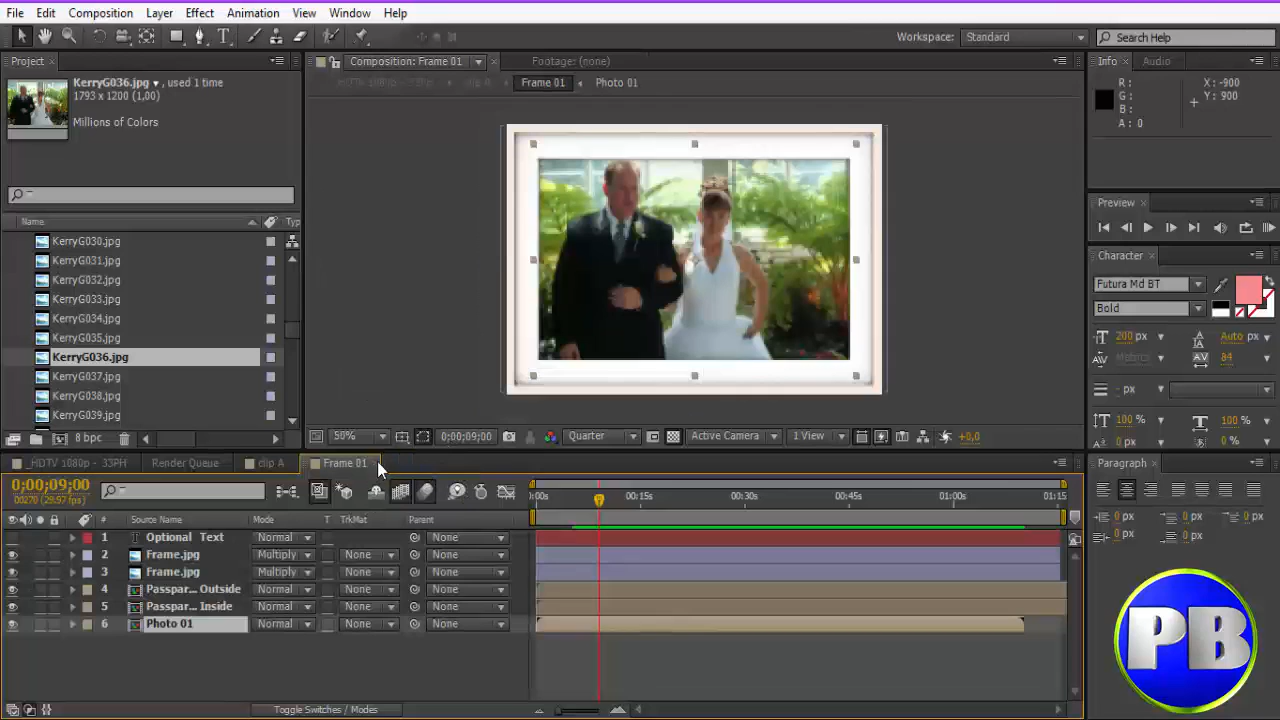 File Edit Composition Layer Effect Animation View Window Help
Workspace: Standard Search Help
Project
KerryG036.jpg , used 1 time
1793 x 1200 (1,00)
Millions of Colors
Name Typ
KerryG030.jpg
KerryG031.jpg
KerryG032.jpg
KerryG033.jpg
KerryG034.jpg
KerryG035.jpg
KerryG036.jpg
KerryG037.jpg
KerryG038.jpg
KerryG039.jpg
8 bpc
Composition: Frame 01 Footage: (none)
Frame 01 Photo 01
50% 0;00;09;00 Quarter Active Camera 1 View +0,0
Info Audio
R : X: -900
G : Y: 900
B :
A : 0
Preview
Character
Futura Md BT
Bold
200 px Auto px
Metrics 84
- px
100 % 100 %
0 px 0 %
Paragraph
0 px 0 px 0 px
0 px 0 px
_HDTV 1080p - 33PH Render Queue clip A Frame 01
0;00;09;00
00270 (29.97 fps)
0:00s 00:15s 00:30s 00:45s 01:00s 01:15
# Source Name Mode T TrkMat Parent
1 Optional Text Normal None
2 Frame.jpg Multiply None None
3 Frame.jpg Multiply None None
4 Passpar... Outside Normal None None
5 Passpar... Inside Normal None None
6 Photo 01 Normal None None
Toggle Switches / Modes
PB